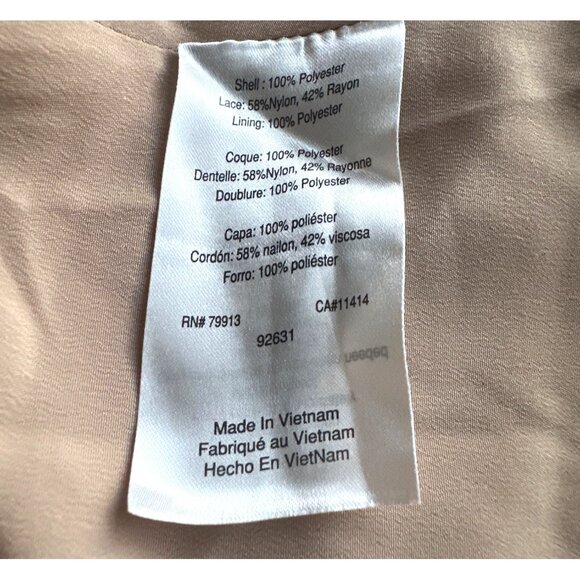 Shell : 100% Polyester
Lace: 58%Nylon, 42% Rayon
Lining: 100% Polyester
Coque: 100% Polyester
Dentelle: 58%Nylon, 42% Rayonne
Doublure: 100% Polyester
Capa: 100% poliéster
Cordón: 58% nailon, 42% viscosa
Forro: 100% poliéster
RN# 79913 CA#11414
92631
Made In Vietnam
Fabriqué au Vietnam
Hecho En VietNam